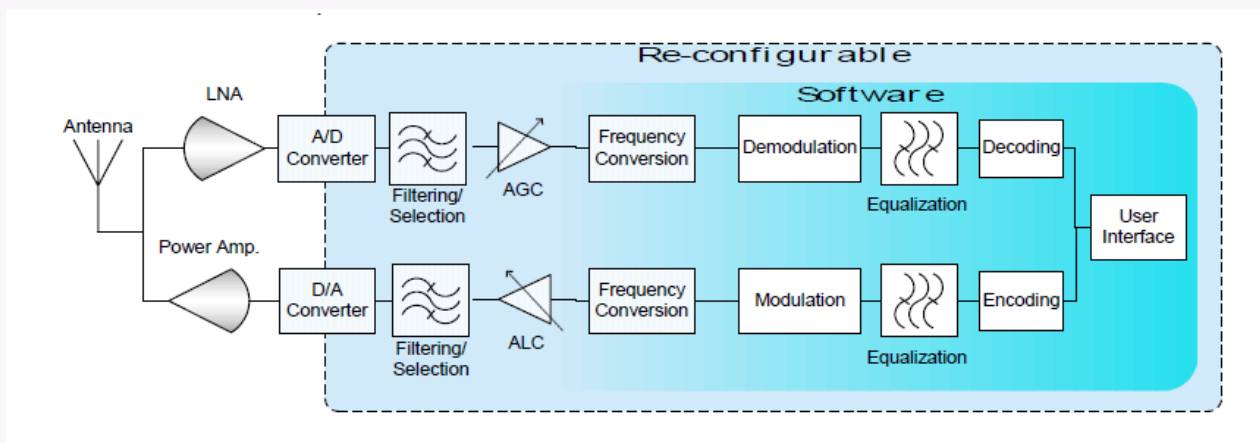 Re-configurable
Software
LNA
Antenna
A/D
Converter
Filtering/
Selection
AGC
Frequency
Conversion
Demodulation
Equalization
Decoding
User
Interface
Power Amp.
D/A
Converter
Filtering/
Selection
ALC
Frequency
Conversion
Modulation
Equalization
Encoding